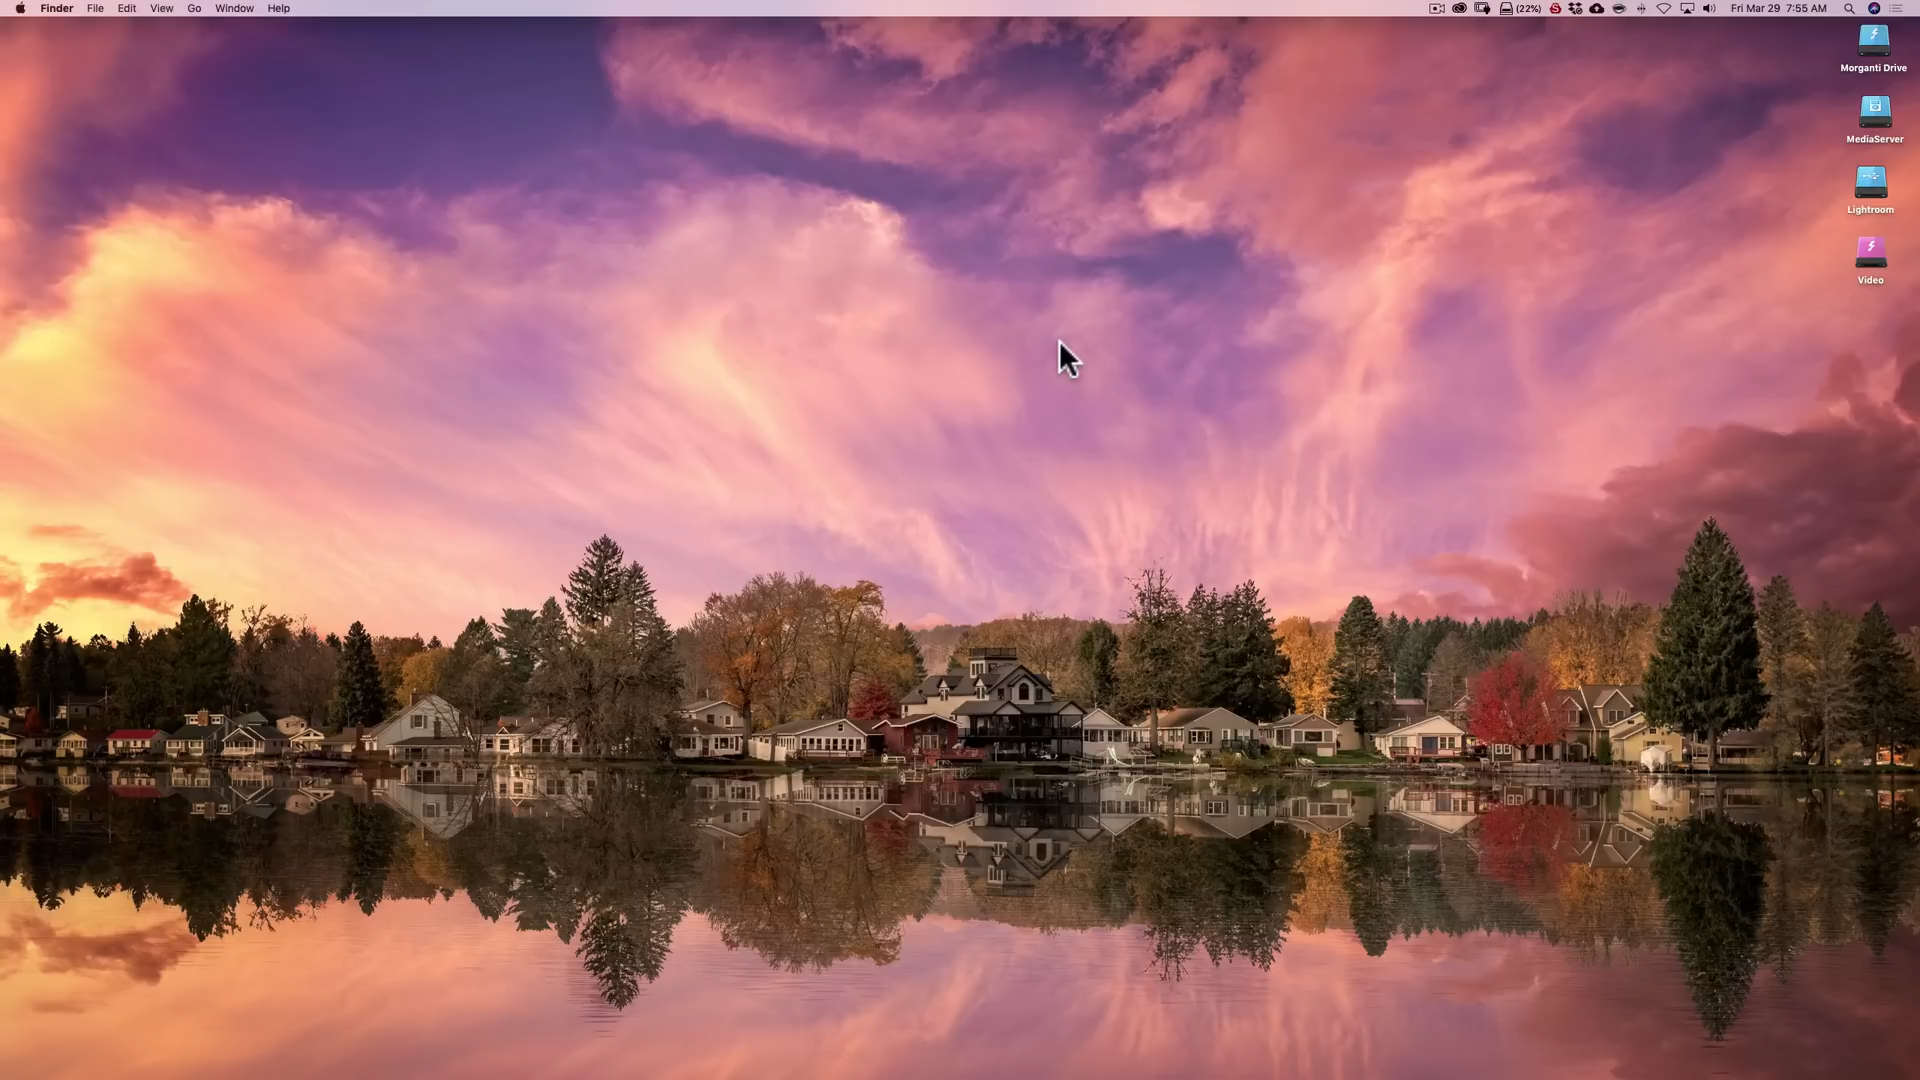 Finder File Edit View Go Window Help (22%) Fri Mar 29 7:55 AM
Morganti Drive
MediaServer
Lightroom
Video